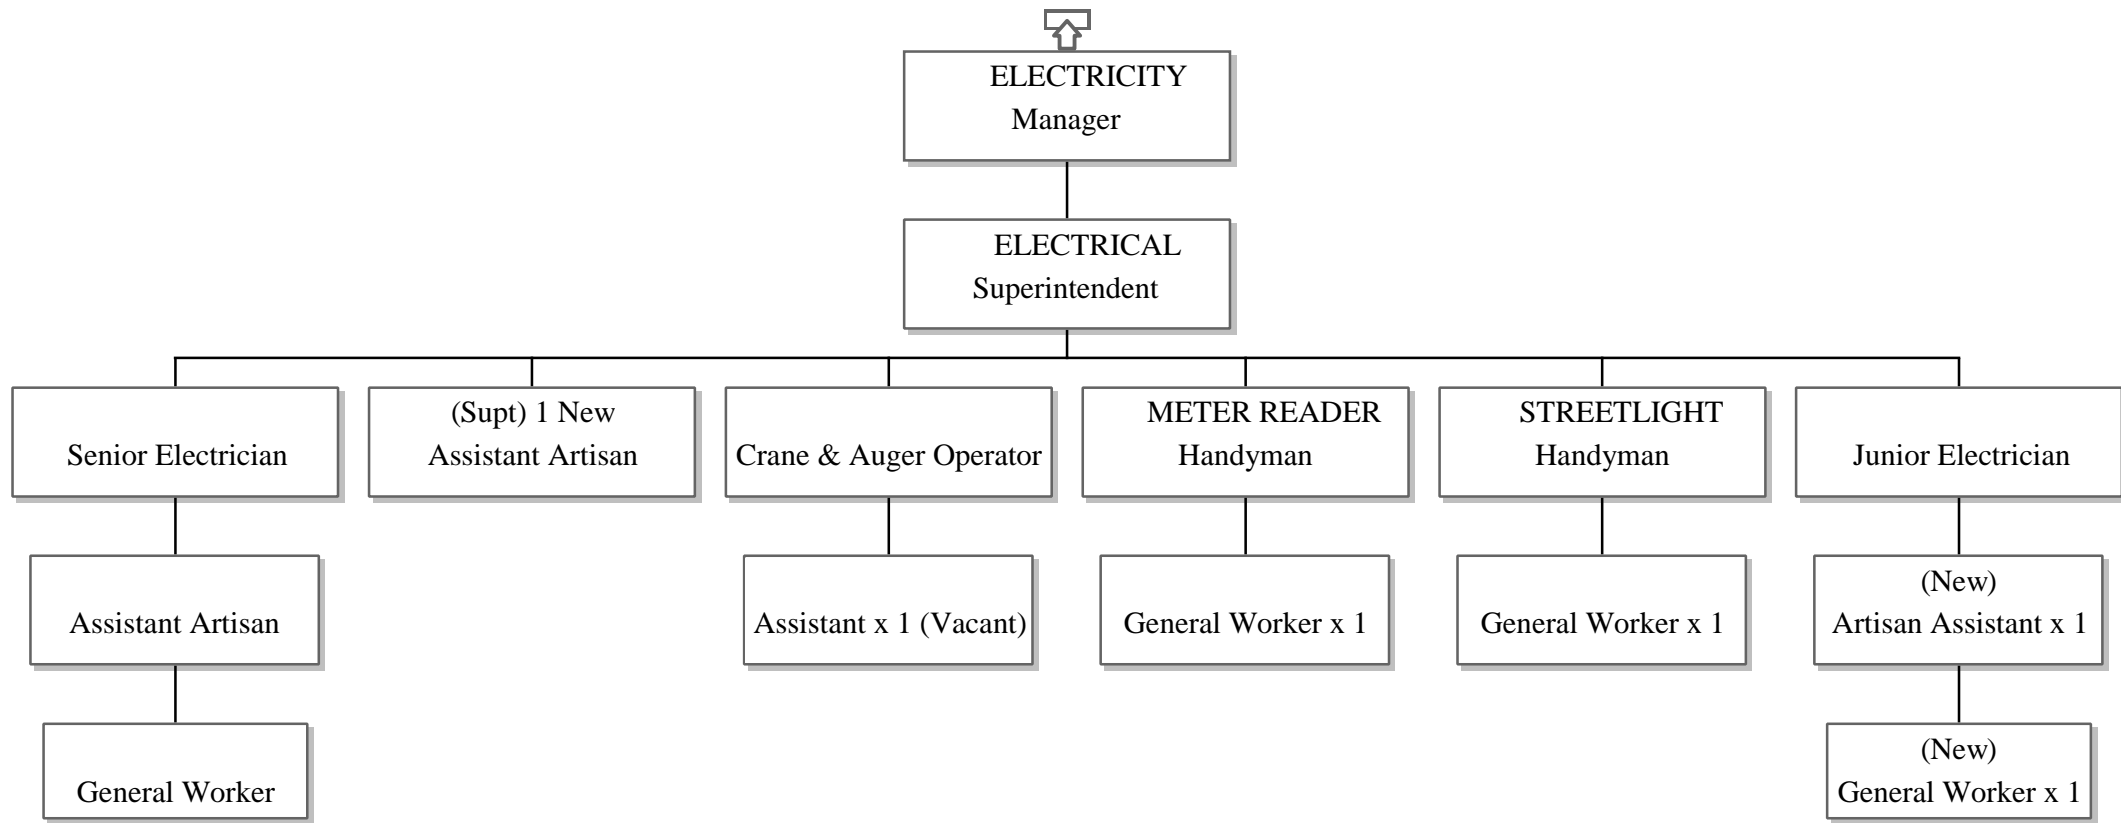 ELECTRICITY
Manager
ELECTRICAL
Superintendent
Senior Electrician
(Supt) 1 New
Assistant Artisan
Crane & Auger Operator
METER READER
Handyman
STREETLIGHT
Handyman
Junior Electrician
Assistant Artisan
Assistant x 1 (Vacant)
General Worker x 1
General Worker x 1
(New)
Artisan Assistant x 1
General Worker
(New)
General Worker x 1